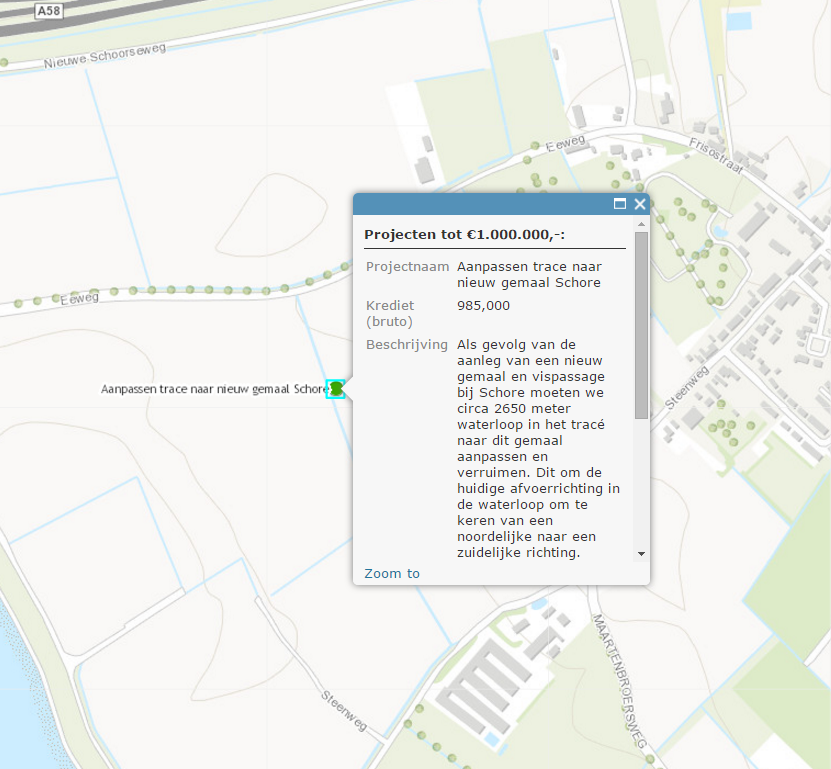 A58
Nieuwe Schoorseweg
Eeweg
Frisostraat
Projecten tot €1.000.000,-:
Projectnaam Aanpassen trace naar
nieuw gemaal Schore
Krediet 985,000
(bruto)
Beschrijving Als gevolg van de
aanleg van een nieuw
gemaal en vispassage
bij Schore moeten we
circa 2650 meter
waterloop in het tracé
naar dit gemaal
aanpassen en
verruimen. Dit om de
huidige afvoerrichting in
de waterloop om te
keren van een
noordelijke naar een
zuidelijke richting.
Zoom to
Eeweg
Aanpassen trace naar nieuw gemaal Schore
Steenweg
Steenweg
MAARTENBROERSWEG